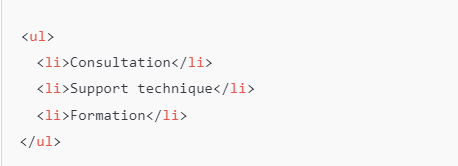 <ul>
  <li>Consultation</li>
  <li>Support technique</li>
  <li>Formation</li>
</ul>